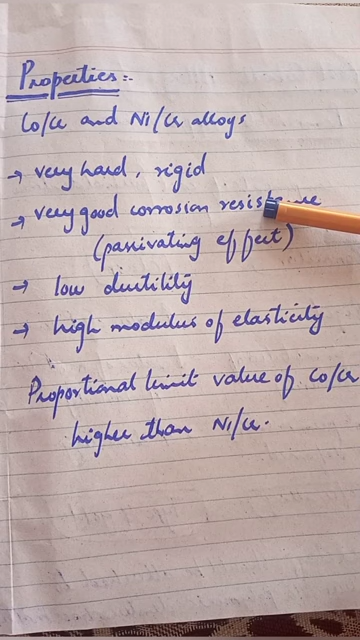 Properties:-
Co/Cr and Ni/Cr alloys
→ very hard, rigid
→ very good corrosion resistance
(passivating effect)
→ low ductility
→ high modulus of elasticity
Proportional limit value of Co/Cr
higher than Ni/Cr.